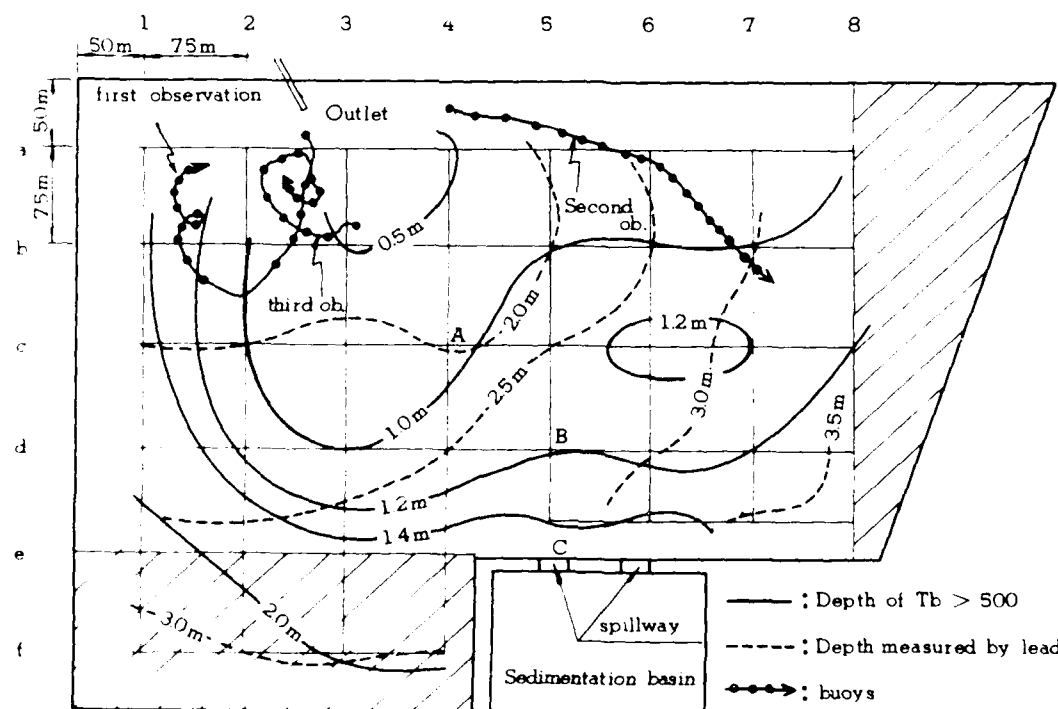 1 2 3 4 5 6 7 8
50m 75m
first observation
Outlet
50m
a
75m
Second
ob.
b
0.5m
third ob.
2.0m
1.2m
c
A
2.5m
3.0m
1.0m
3.5m
d
B
1.2m
1.4m
e
C
2.0m
3.0m
f
spillway
Sedimentation basin
: Depth of Tb > 500
: Depth measured by lead
: buoys